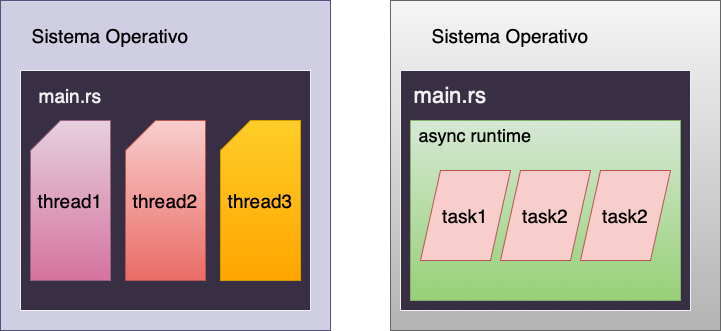 Sistema Operativo
main.rs
thread1
thread2
thread3
Sistema Operativo
main.rs
async runtime
task1
task2
task2